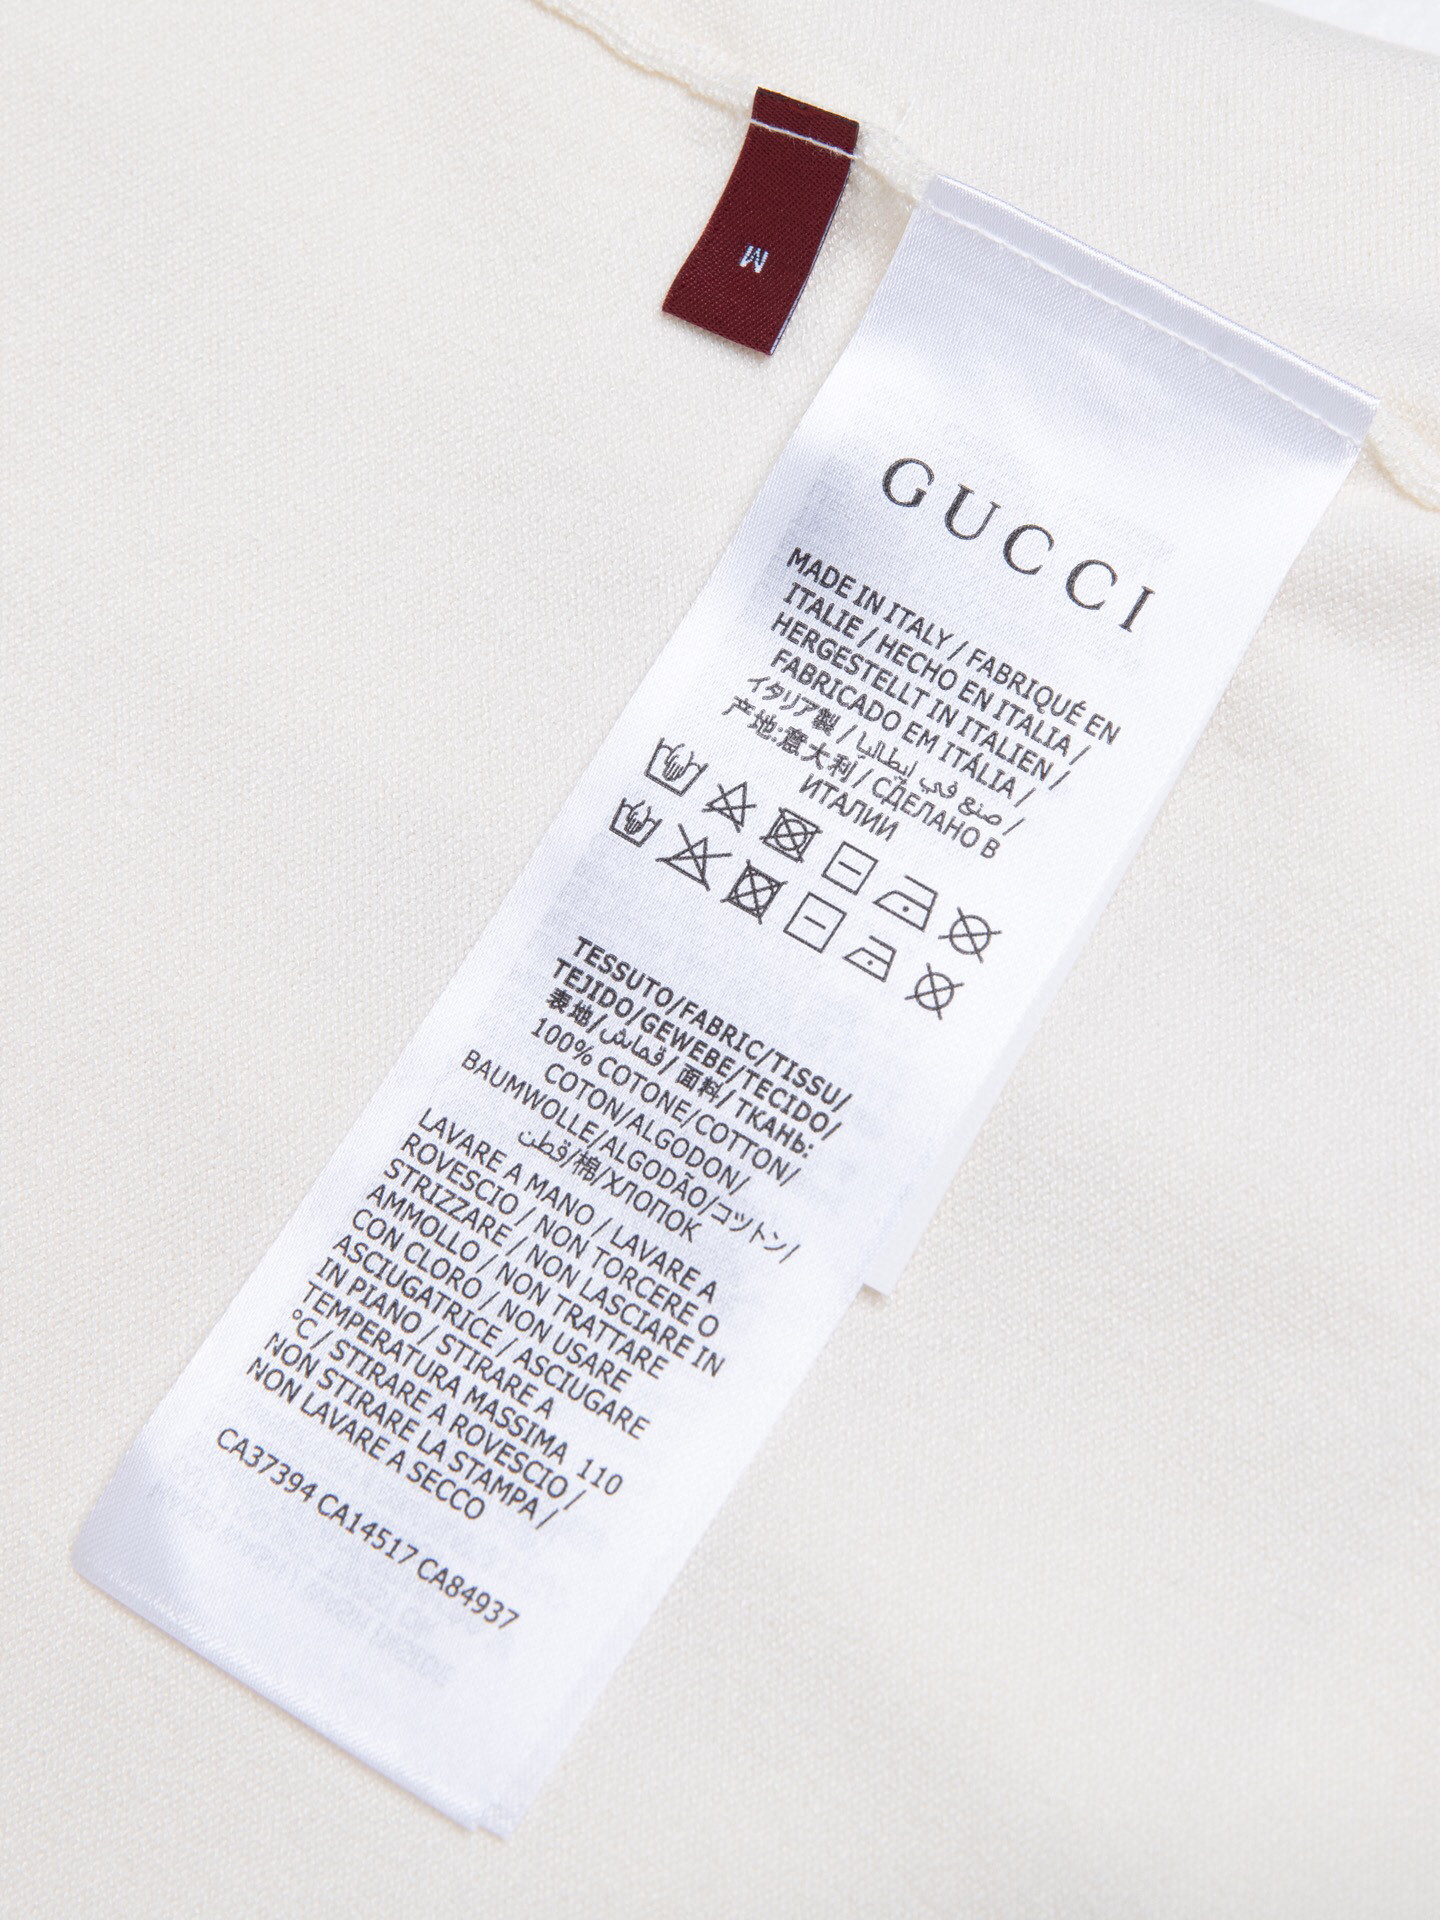 M
GUCCI
MADE IN ITALY / FABRIQUÉ EN
ITALIE / HECHO EN ITALIA /
HERGESTELLT IN ITALIEN /
FABRICADO EM ITÁLIA /
イタリア製 / صنع في إيطاليا /
产地:意大利 / СДЕЛАНО В
ИТАЛИИ
TESSUTO/FABRIC/TISSU/
TEJIDO/GEWEBE/TECIDO/
表地/قماش/面料/ТКАНЬ:
100% COTONE/COTTON/
COTON/ALGODON/
BAUMWOLLE/ALGODÃO/コットン/
قطن/棉/ХЛОПОК
LAVARE A MANO / LAVARE A
ROVESCIO / NON TORCERE O
STRIZZARE / NON LASCIARE IN
AMMOLLO / NON TRATTARE
CON CLORO / NON USARE
ASCIUGATRICE / ASCIUGARE
IN PIANO / STIRARE A
TEMPERATURA MASSIMA 110
°C / STIRARE A ROVESCIO /
NON STIRARE LA STAMPA /
NON LAVARE A SECCO
CA37394 CA14517 CA84937